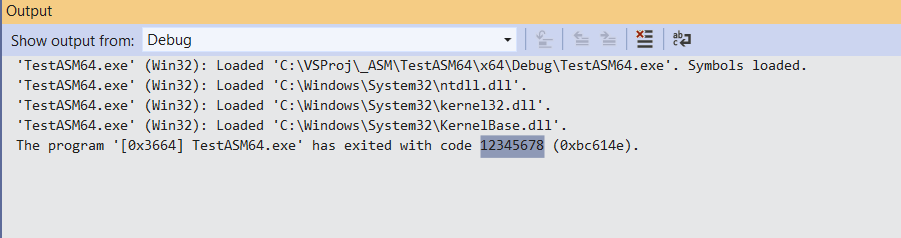 Output
Show output from: Debug
'TestASM64.exe' (Win32): Loaded 'C:\VSProj\_ASM\TestASM64\x64\Debug\TestASM64.exe'. Symbols loaded.
'TestASM64.exe' (Win32): Loaded 'C:\Windows\System32\ntdll.dll'.
'TestASM64.exe' (Win32): Loaded 'C:\Windows\System32\kernel32.dll'.
'TestASM64.exe' (Win32): Loaded 'C:\Windows\System32\KernelBase.dll'.
The program '[0x3664] TestASM64.exe' has exited with code 12345678 (0xbc614e).